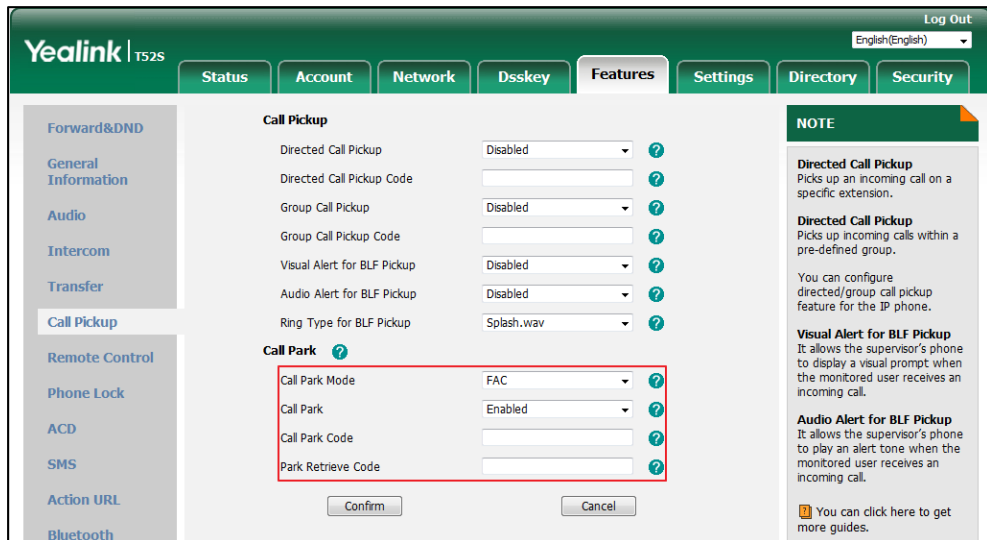 Log Out
Yealink T52S
English(English)
Status Account Network Dsskey Features Settings Directory Security
Forward&DND
General
Information
Audio
Intercom
Transfer
Call Pickup
Remote Control
Phone Lock
ACD
SMS
Action URL
Bluetooth
Call Pickup
Directed Call Pickup Disabled ?
Directed Call Pickup Code ?
Group Call Pickup Disabled ?
Group Call Pickup Code ?
Visual Alert for BLF Pickup Disabled ?
Audio Alert for BLF Pickup Disabled ?
Ring Type for BLF Pickup Splash.wav ?
Call Park ?
Call Park Mode FAC ?
Call Park Enabled ?
Call Park Code ?
Park Retrieve Code ?
Confirm Cancel
NOTE
Directed Call Pickup
Picks up an incoming call on a
specific extension.
Directed Call Pickup
Picks up incoming calls within a
pre-defined group.
You can configure
directed/group call pickup
feature for the IP phone.
Visual Alert for BLF Pickup
It allows the supervisor's phone
to display a visual prompt when
the monitored user receives an
incoming call.
Audio Alert for BLF Pickup
It allows the supervisor's phone
to play an alert tone when the
monitored user receives an
incoming call.
? You can click here to get
more guides.